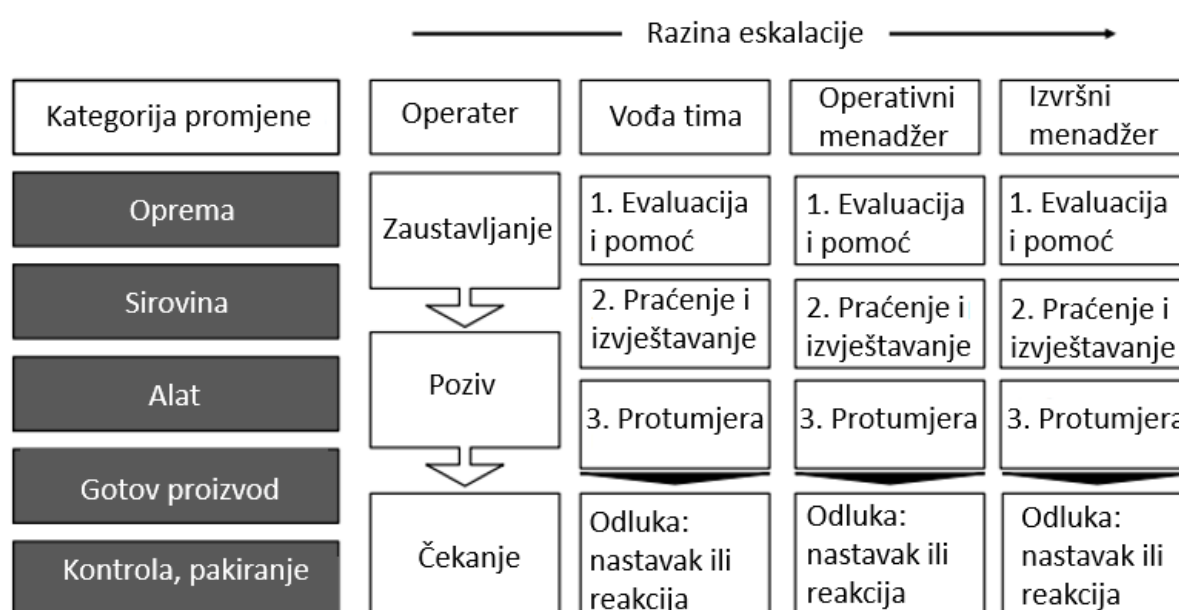 Razina eskalacije
Kategorija promjene
Operater
Vođa tima
Operativni
menadžer
Izvršni
menadžer
Oprema
Sirovina
Alat
Gotov proizvod
Kontrola, pakiranje
Zaustavljanje
Poziv
Čekanje
1. Evaluacija
i pomoć
2. Praćenje i
izvještavanje
3. Protumjera
Odluka:
nastavak ili
reakcija
1. Evaluacija
i pomoć
2. Praćenje i
izvještavanje
3. Protumjera
Odluka:
nastavak ili
reakcija
1. Evaluacija
i pomoć
2. Praćenje i
izvještavanje
3. Protumjera
Odluka:
nastavak ili
reakcija